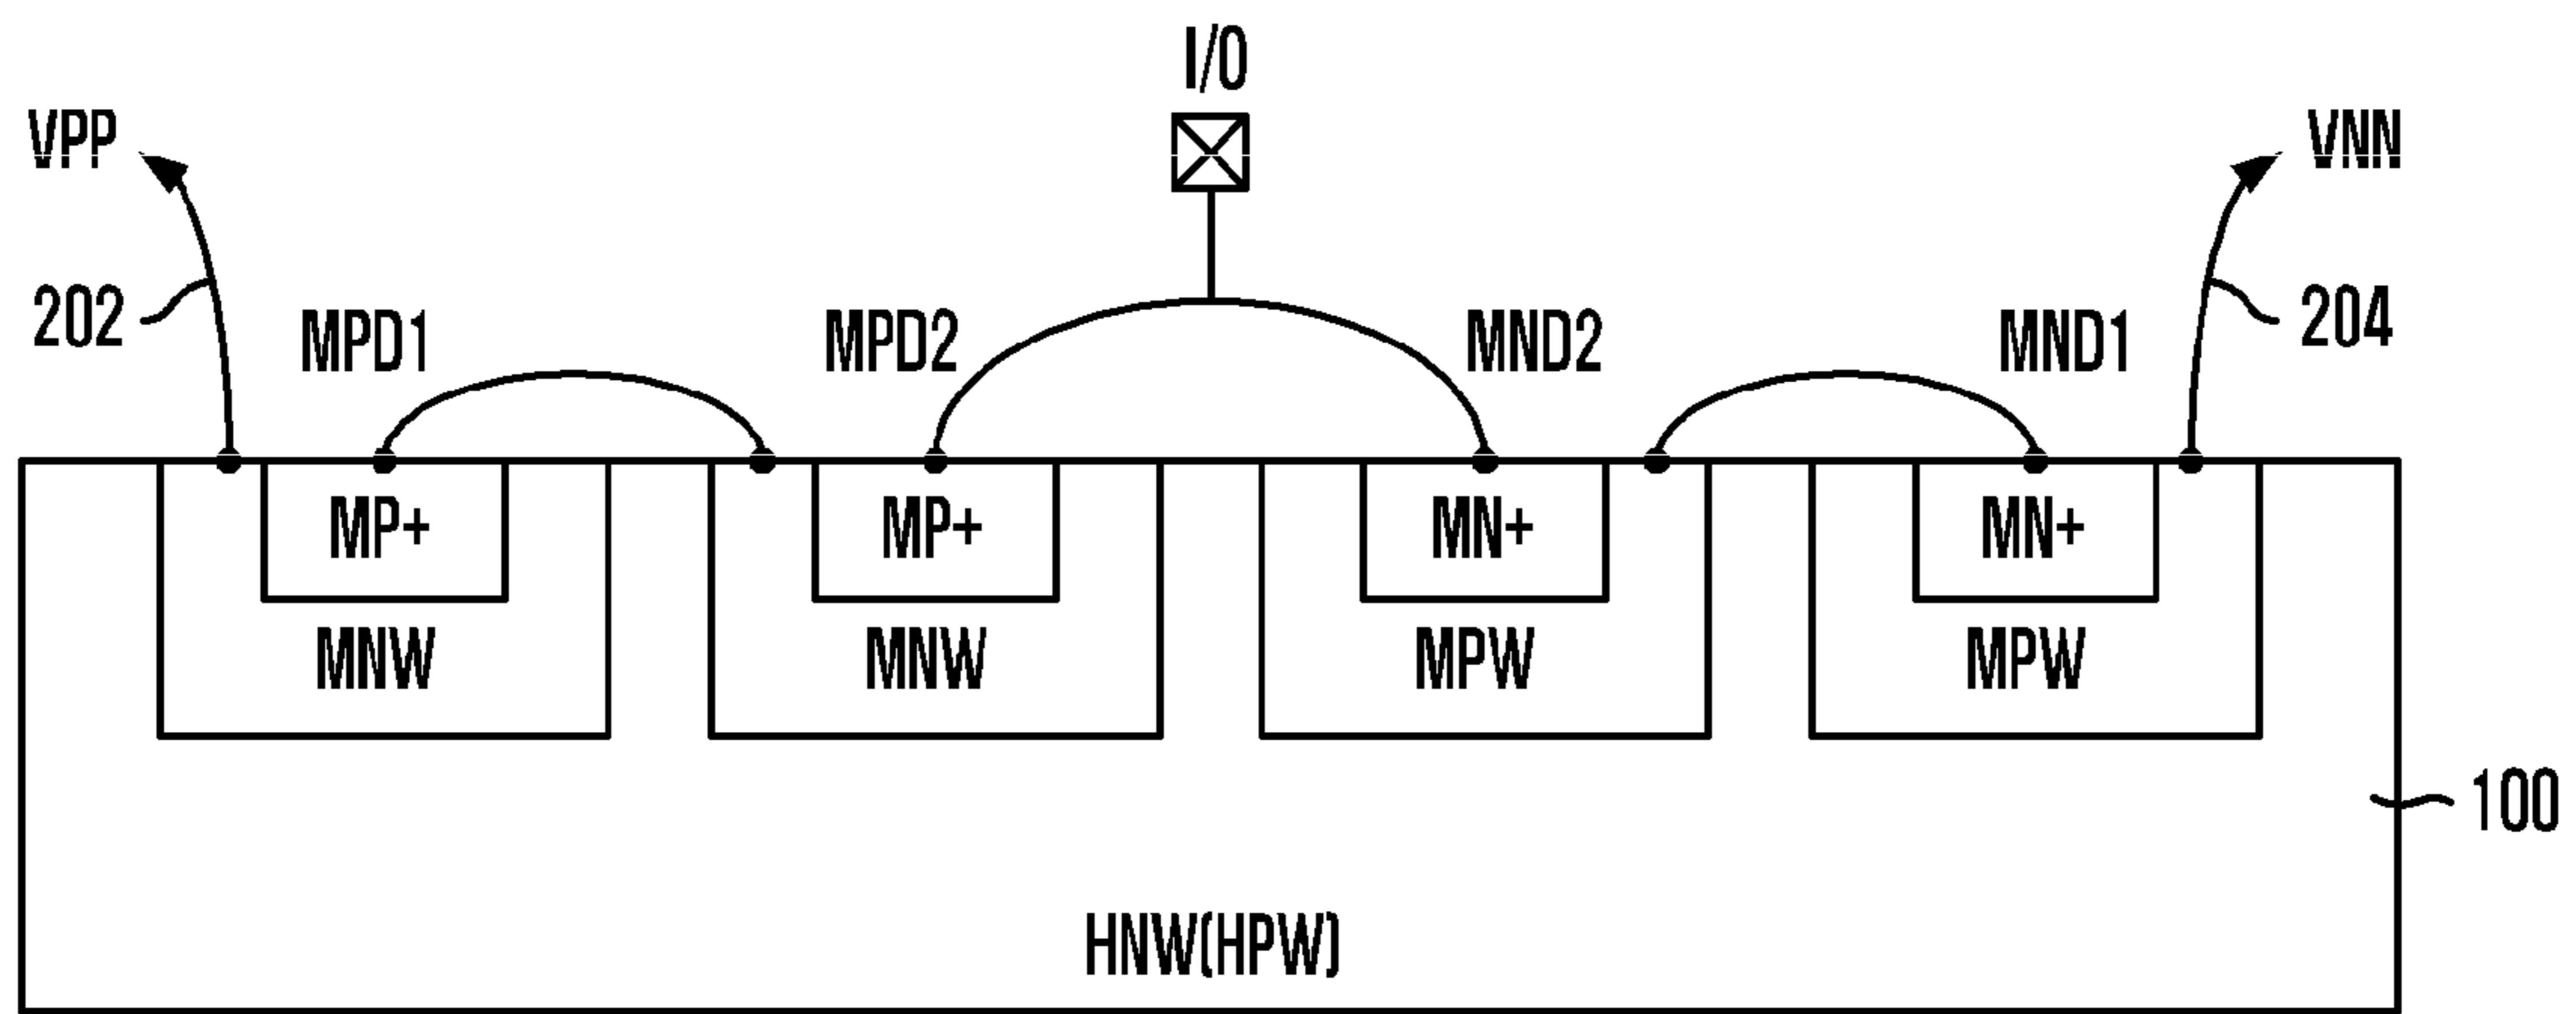 I/O
VPP
VNN
202
MPD1
MPD2
MND2
MND1
204
MP+
MP+
MN+
MN+
MNW
MNW
MPW
MPW
100
HNW(HPW)